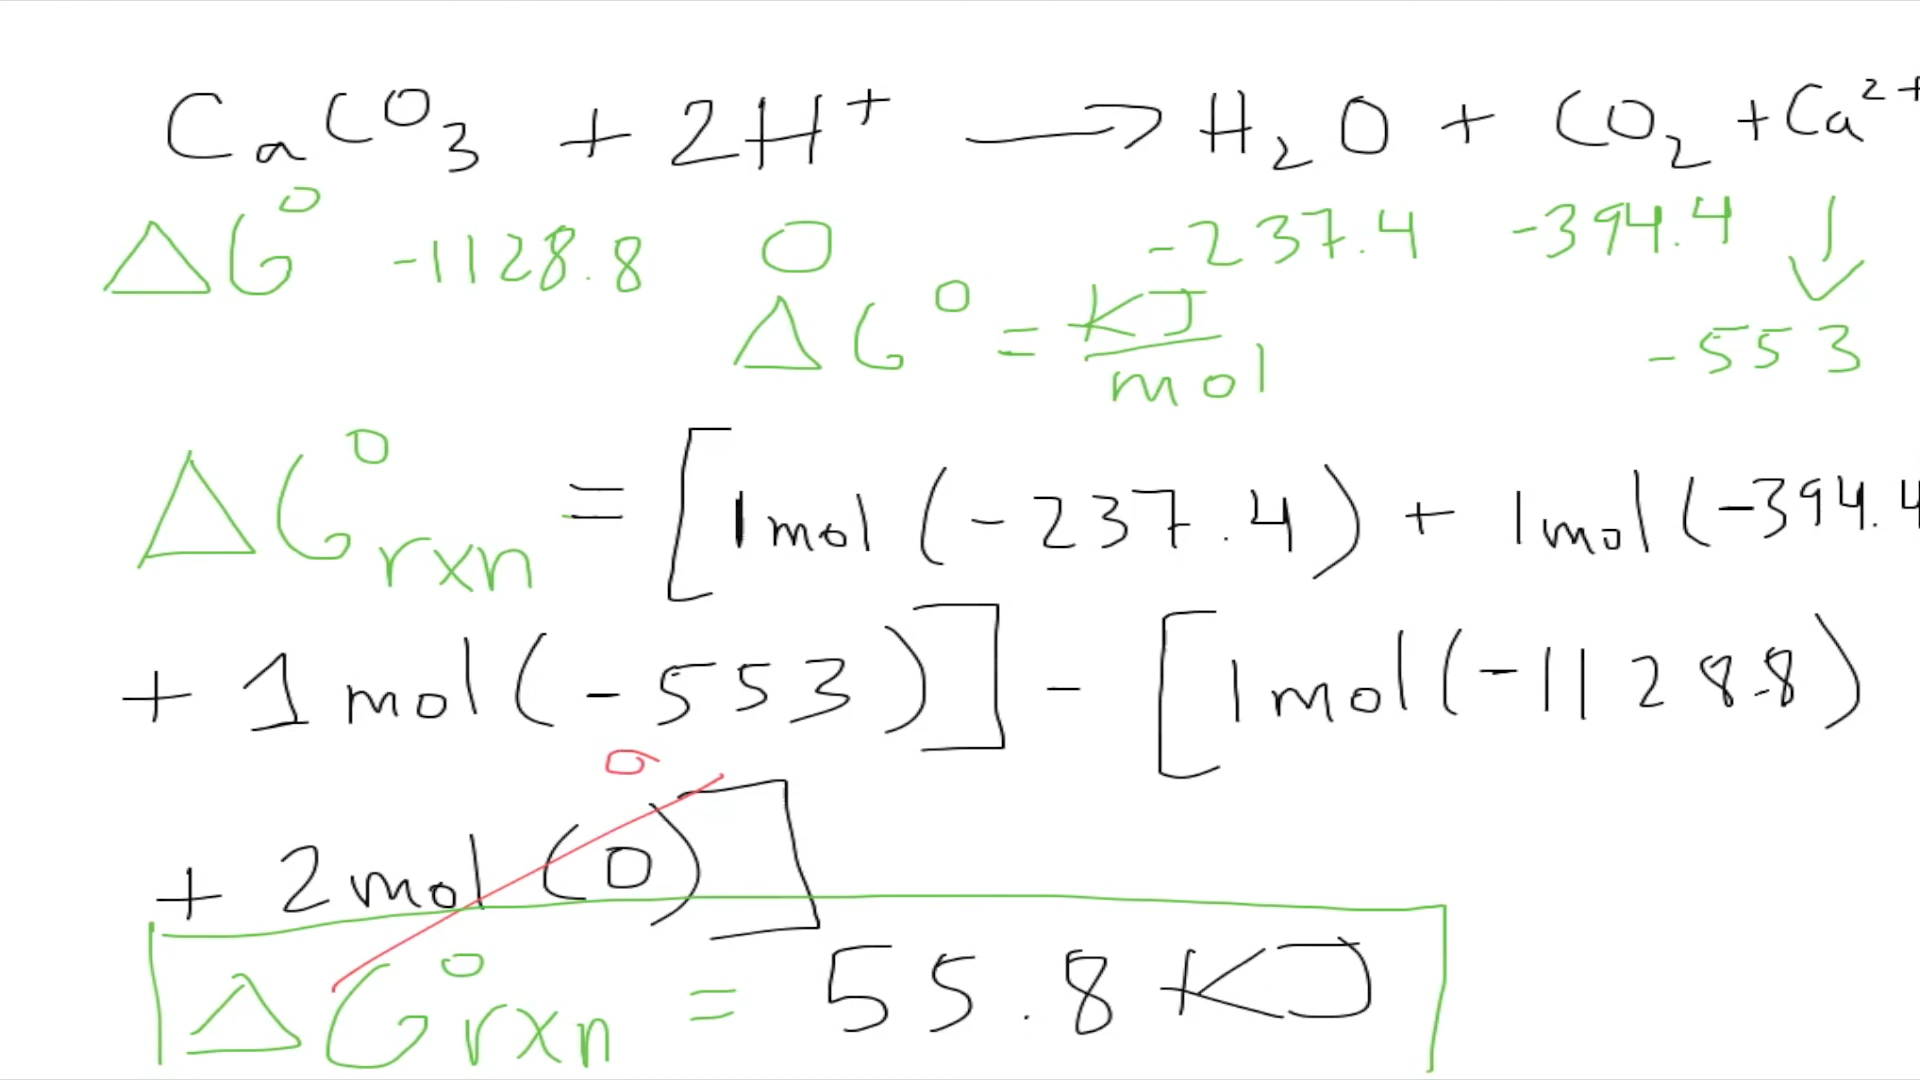 CaCO₃ + 2H⁺ → H₂O + CO₂ + Ca²⁺
ΔG° -1128.8 0 -237.4 -394.4 ↓
ΔG° = KJ/mol -553
ΔG°rxn = [1mol(-237.4) + 1mol(-394.4
+ 1mol(-553)] - [1mol(-1128.8)
+ 2mol(0)] 0
ΔG°rxn = 55.8 KJ